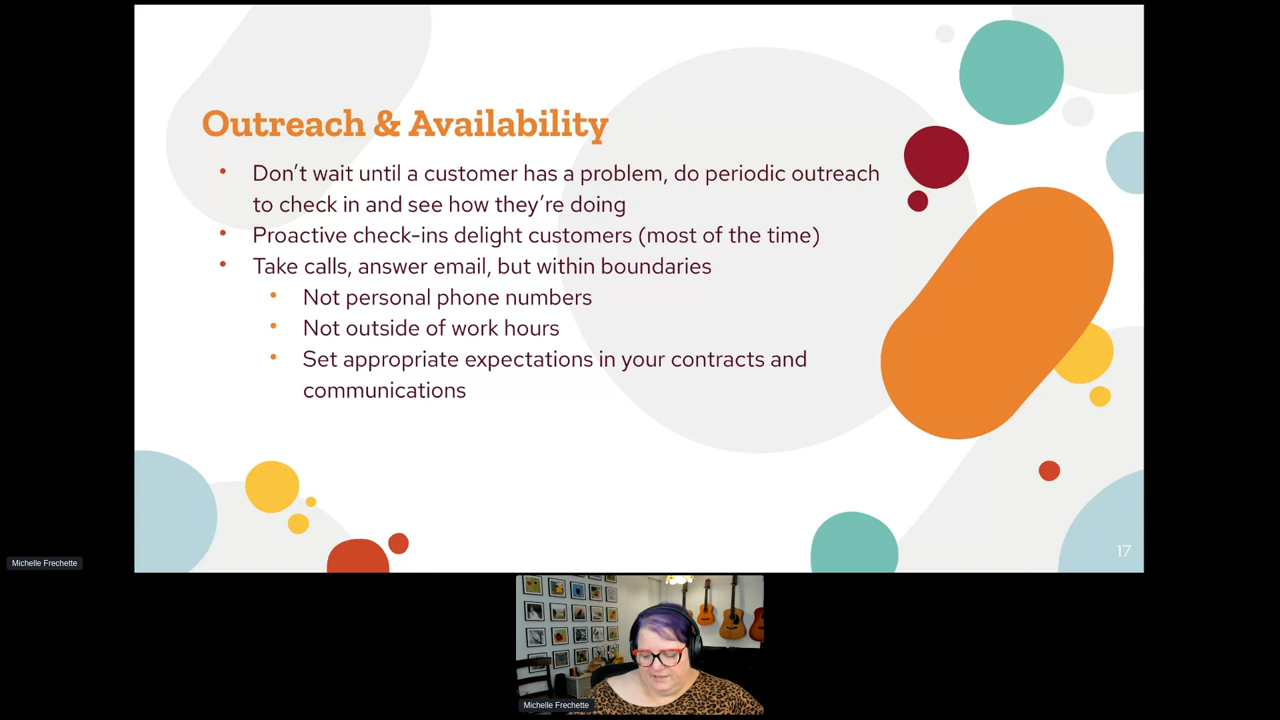 Outreach & Availability
• Don’t wait until a customer has a problem, do periodic outreach
to check in and see how they’re doing
• Proactive check-ins delight customers (most of the time)
• Take calls, answer email, but within boundaries
• Not personal phone numbers
• Not outside of work hours
• Set appropriate expectations in your contracts and
communications
17
Michelle Frechette
Michelle Frechette